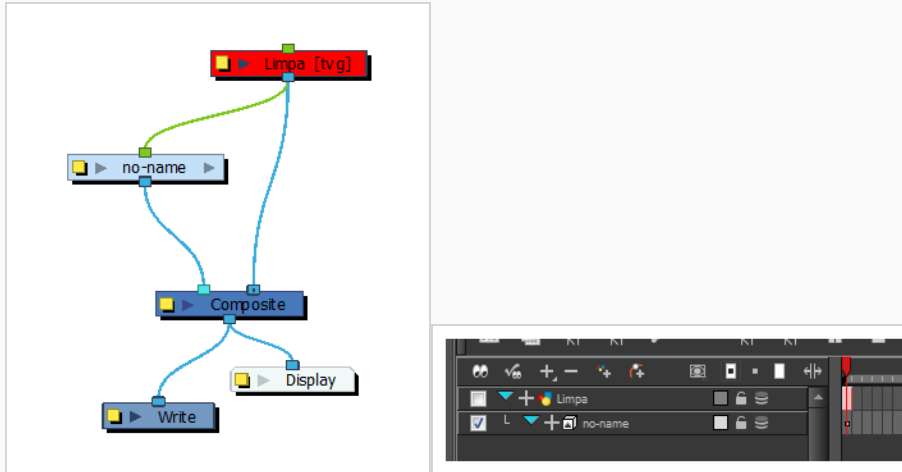 Limpa [tvg]
no-name
Composite
Display
Write
Limpa
no-name